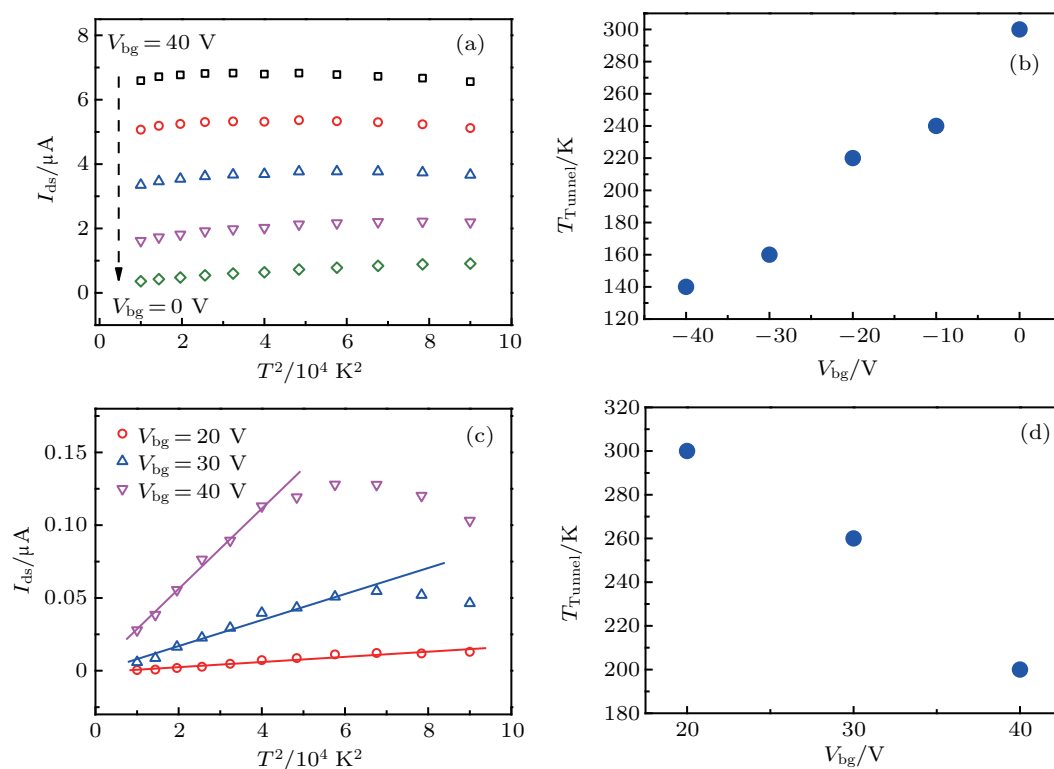 (a)
V_bg = 40 V
V_bg = 0 V
8
6
4
2
0
I_ds/μA
0 2 4 6 8 10
T²/10⁴ K²
(b)
300
280
260
240
220
200
180
160
140
120
T_Tunnel/K
−40 −30 −20 −10 0
V_bg/V
(c)
V_bg = 20 V
V_bg = 30 V
V_bg = 40 V
0.15
0.10
0.05
0
I_ds/μA
0 2 4 6 8 10
T²/10⁴ K²
(d)
320
300
280
260
240
220
200
180
T_Tunnel/K
20 30 40
V_bg/V